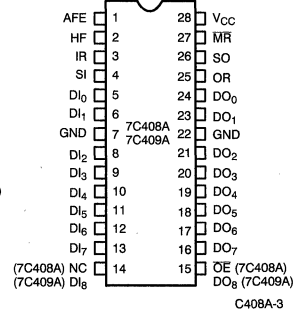 AFE 1 28 VCC
HF 2 27 M̅R̅
IR 3 26 SO
SI 4 25 OR
DI0 5 24 DO0
DI1 6 23 DO1
GND 7 7C408A 22 GND
7C409A
DI2 8 21 DO2
DI3 9 20 DO3
DI4 10 19 DO4
DI5 11 18 DO5
DI6 12 17 DO6
DI7 13 16 DO7
(7C408A) NC 14 15 O̅E̅ (7C408A)
(7C409A) DI8 DO8 (7C409A)
C408A-3